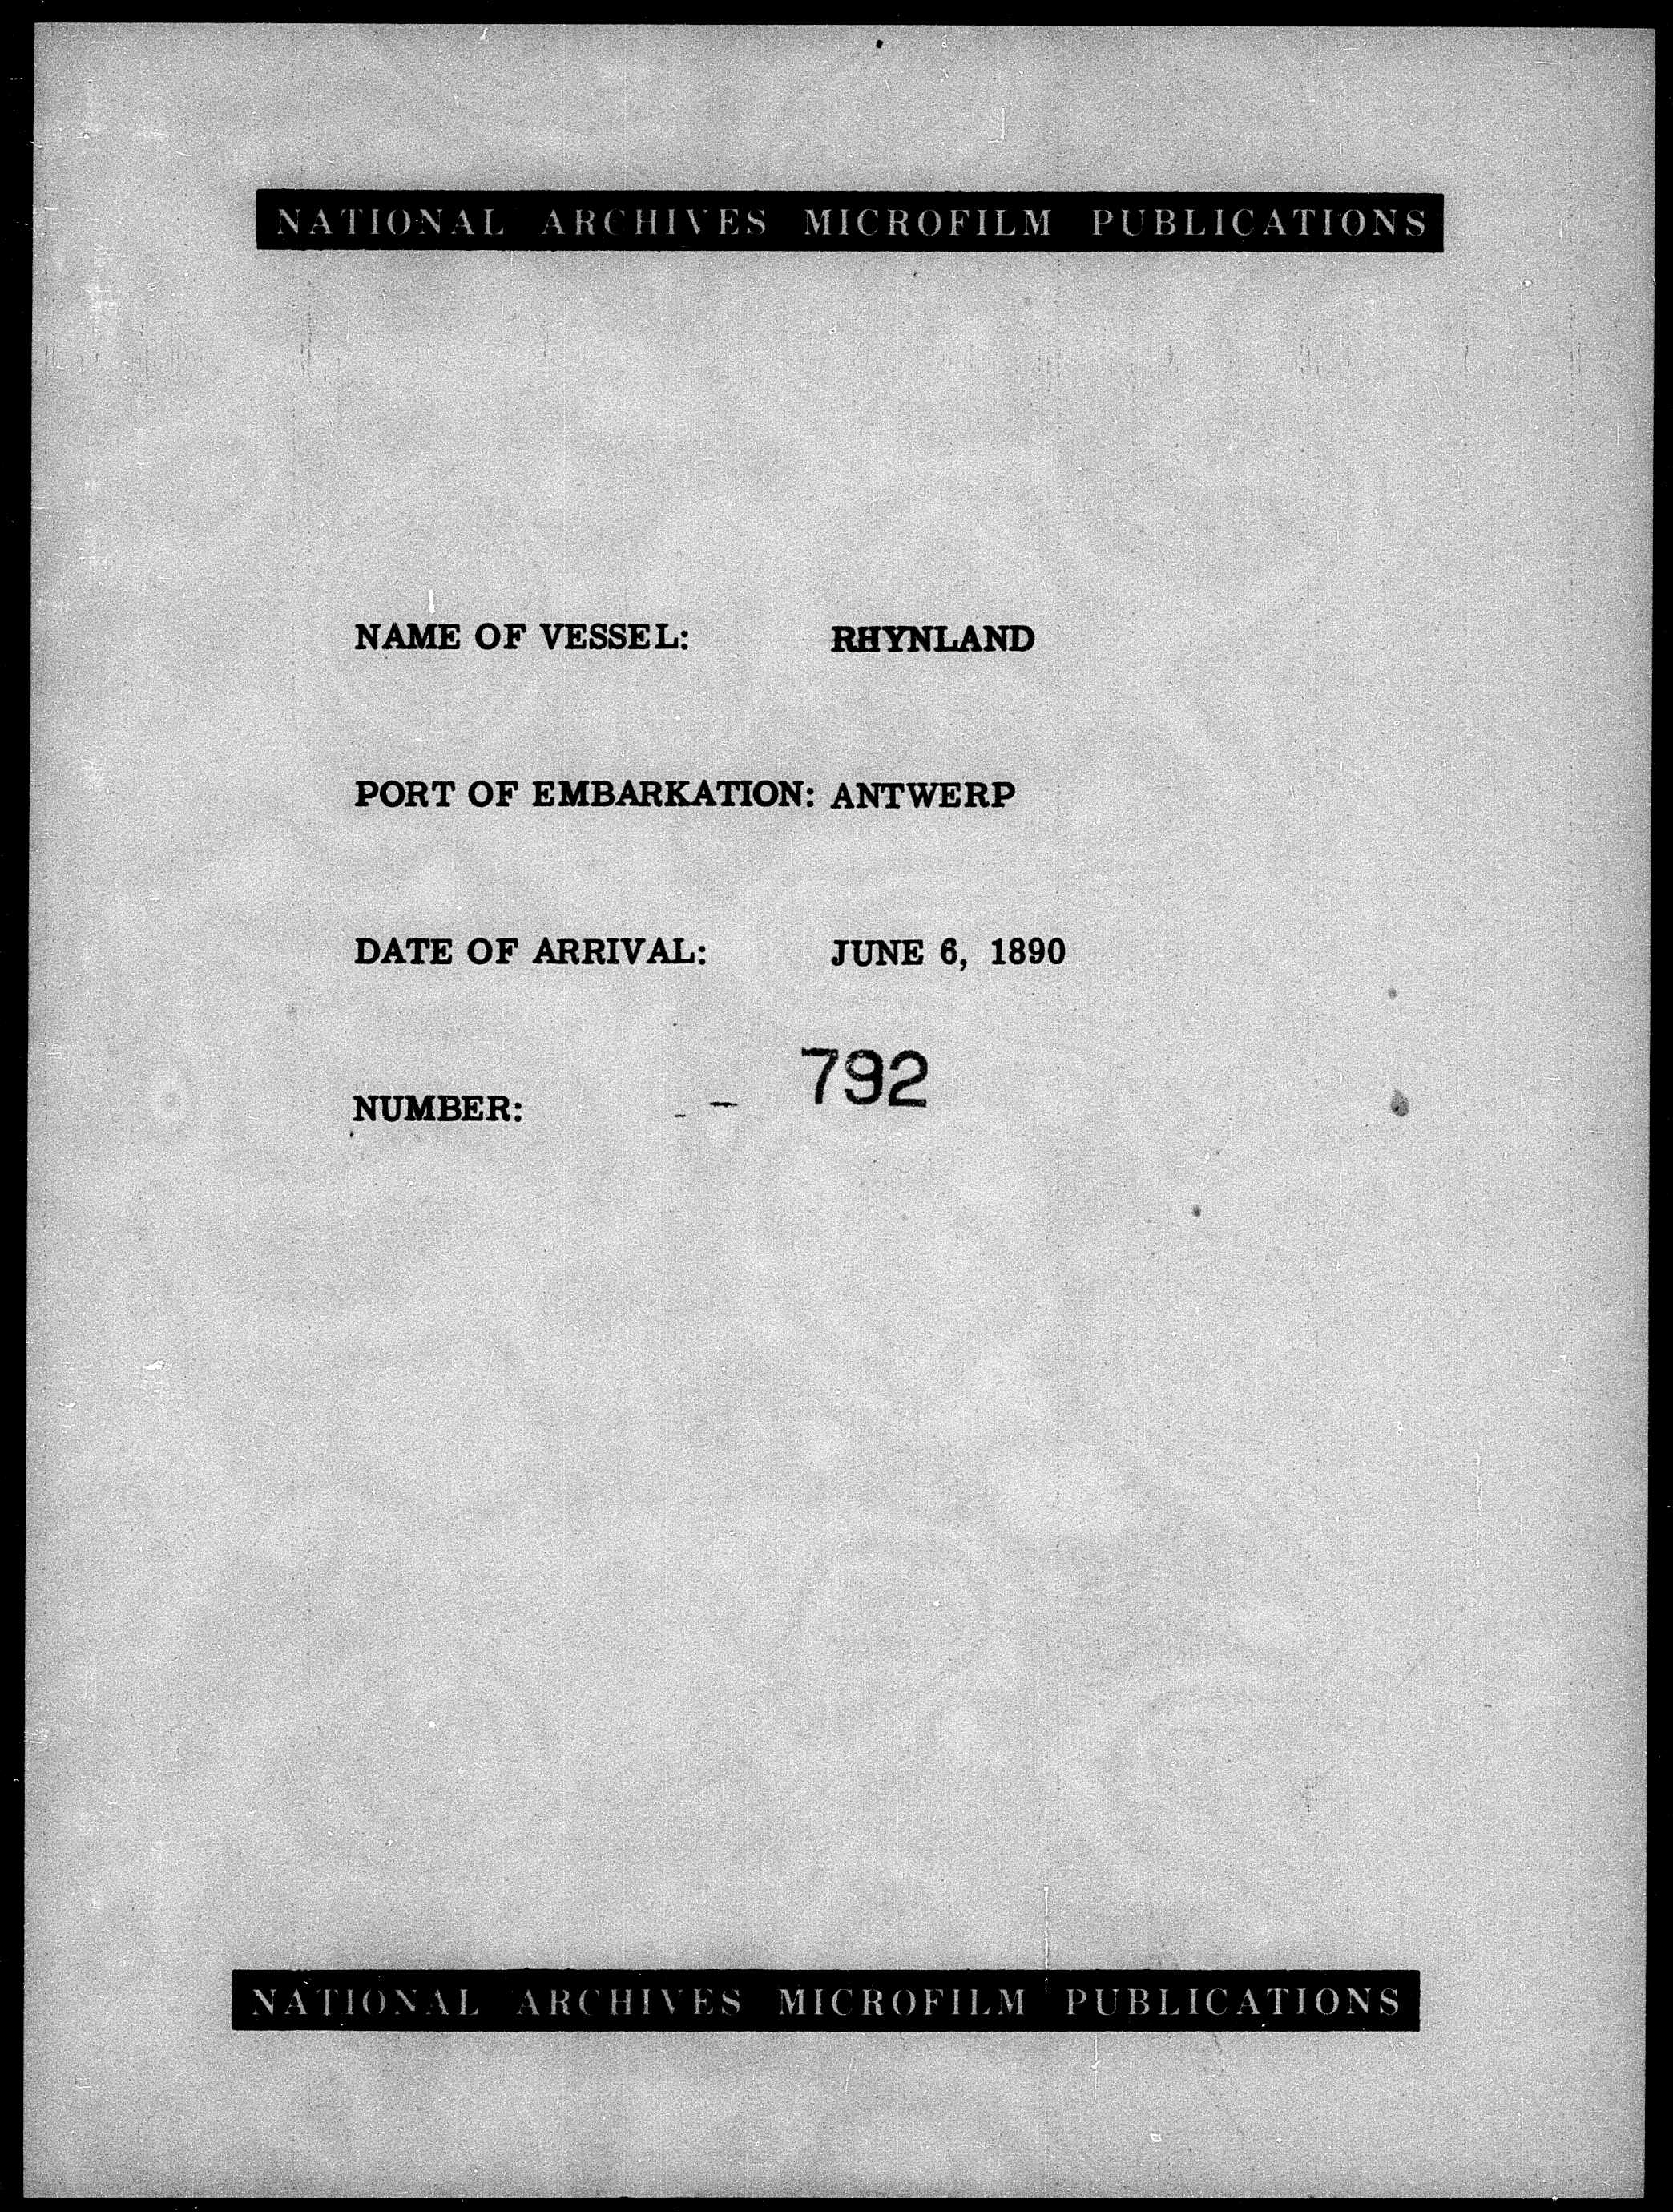 NATIONAL ARCHIVES MICROFILM PUBLICATIONS
NAME OF VESSEL: RHYNLAND
PORT OF EMBARKATION: ANTWERP
DATE OF ARRIVAL: JUNE 6, 1890
NUMBER: - - 792
NATIONAL ARCHIVES MICROFILM PUBLICATIONS